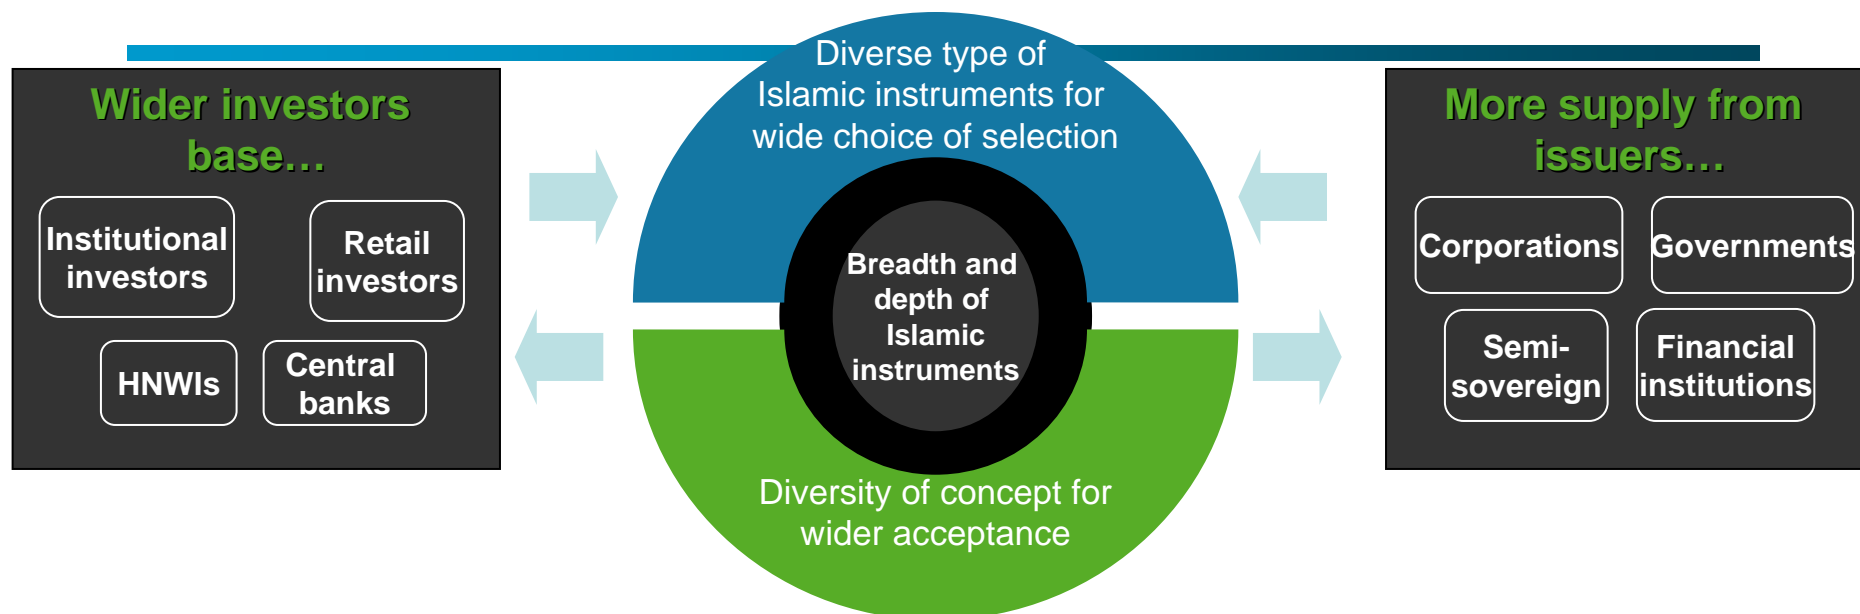 Wider investors
base…
Institutional
investors
Retail
investors
HNWIs
Central
banks
Diverse type of
Islamic instruments for
wide choice of selection
Breadth and
depth of
Islamic
instruments
Diversity of concept for
wider acceptance
More supply from
issuers…
Corporations
Governments
Semi-
sovereign
Financial
institutions